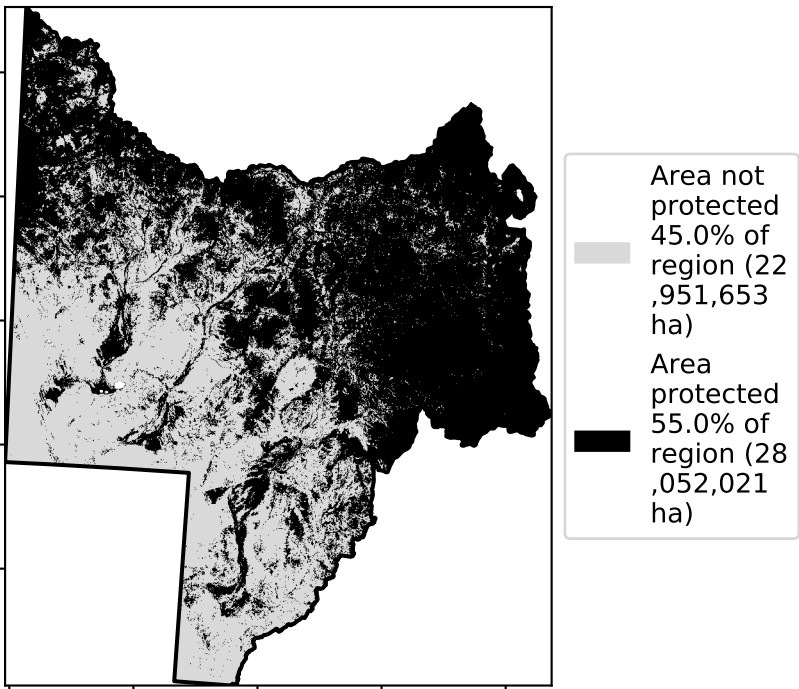 Area not
protected
45.0% of
region (22
,951,653
ha)
Area
protected
55.0% of
region (28
,052,021
ha)